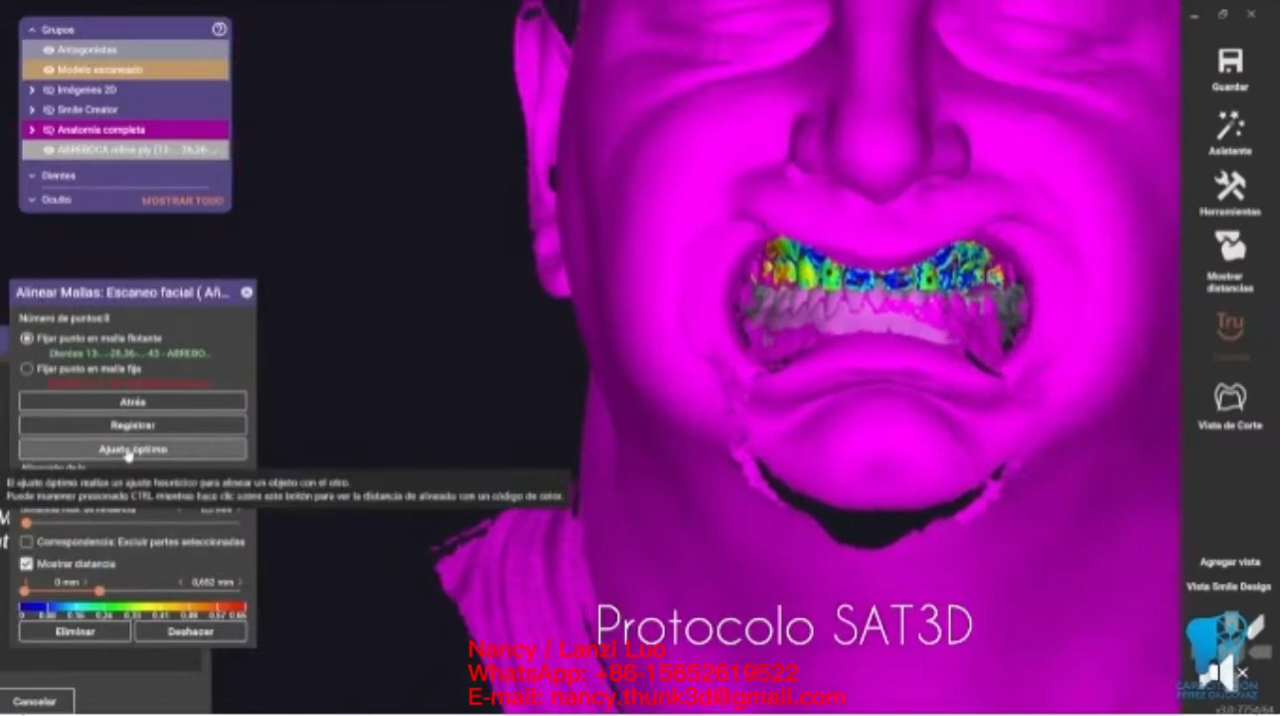 Grupos
Antagonistas
Modelo escaneado
Imágenes 2D
Smile Creator
Anatomía completa
Dientes
Oculto MOSTRAR TODO
Alinear Mallas: Escaneo facial ( Añ...
Número de puntos:8
Fijar punto en malla flotante
Fijar punto en malla fija
Atrás
Registrar
Ajuste óptimo
El ajuste óptimo realiza un ajuste heurístico para alinear un objeto con el otro.
Puede mantener presionado CTRL mientras hace clic sobre este botón para ver la distancia de alineado con un código de color.
Correspondencia: Excluir partes seleccionadas
Mostrar distancia
0 mm 0,652 mm
Eliminar Deshacer
Cancelar
Guardar
Asistente
Herramientas
Mostrar
distancias
Tru
Vista de Corte
Agregar vista
Vista Smile Design
Protocolo SAT3D
Nancy / Lanzi Luo
WhatsApp: +86-15652619522
E-mail: nancy.thunk3d@gmail.com